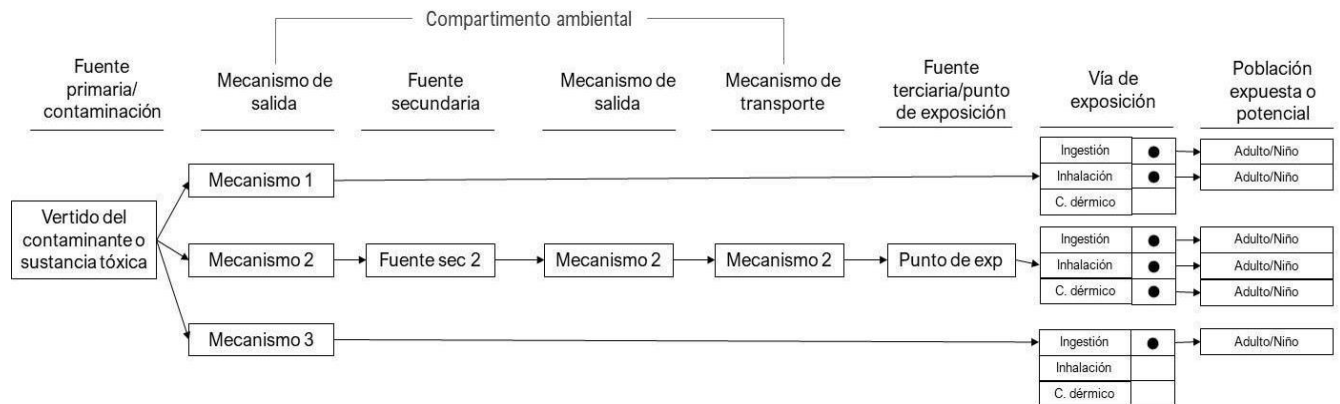 Compartimento ambiental
Fuente
primaria/
contaminación
Mecanismo de
salida
Fuente
secundaria
Mecanismo de
salida
Mecanismo de
transporte
Fuente
terciaria/punto
de exposición
Vía de
exposición
Población
expuesta o
potencial
Vertido del
contaminante o
sustancia tóxica
Mecanismo 1
Ingestión
Adulto/Niño
Inhalación
Adulto/Niño
C. dérmico
Mecanismo 2
Fuente sec 2
Mecanismo 2
Mecanismo 2
Punto de exp
Ingestión
Adulto/Niño
Inhalación
Adulto/Niño
C. dérmico
Adulto/Niño
Mecanismo 3
Ingestión
Adulto/Niño
Inhalación
C. dérmico